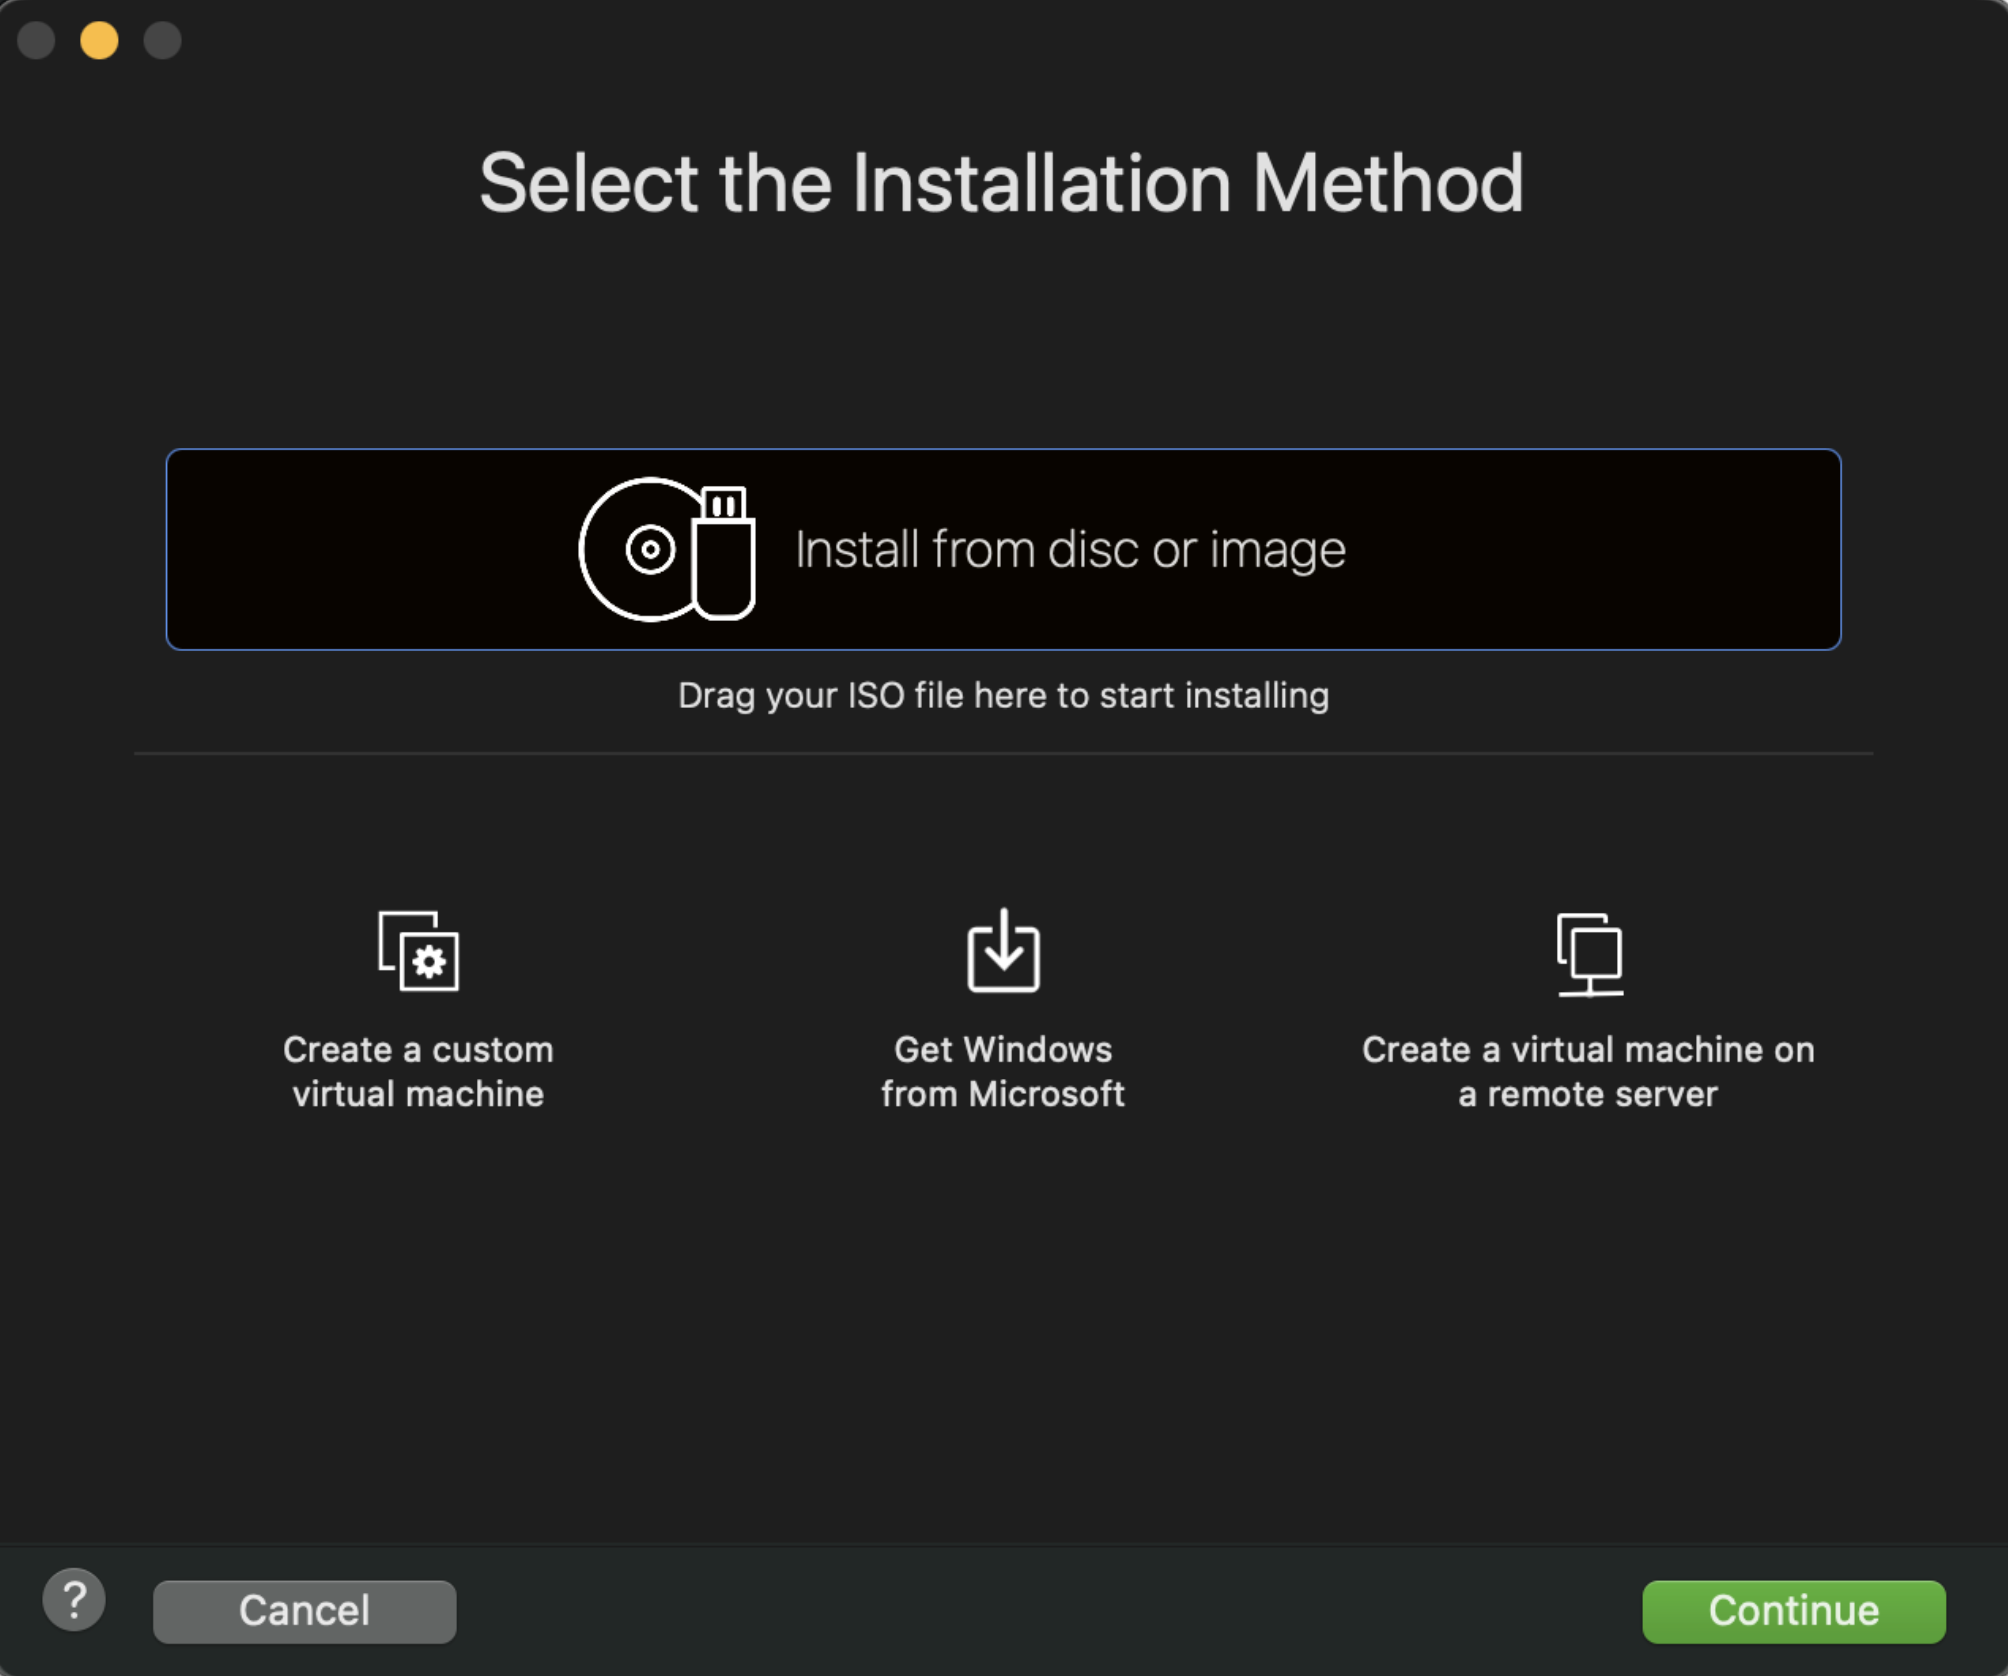 Select the Installation Method
Install from disc or image
Drag your ISO file here to start installing
Create a custom
virtual machine
Get Windows
from Microsoft
Create a virtual machine on
a remote server
?
Cancel
Continue